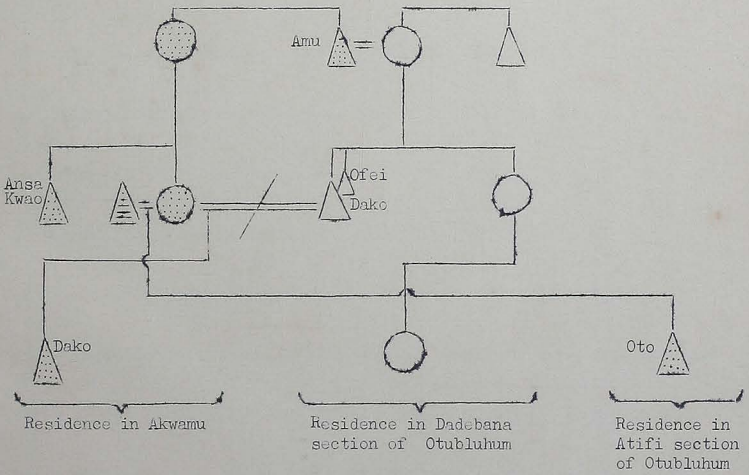 Amu
Ansa
Kwao
Ofei
Dako
Dako
Oto
Residence in Akwamu
Residence in Dadebana
section of Otubluhum
Residence in
Atifi section
of Otubluhum